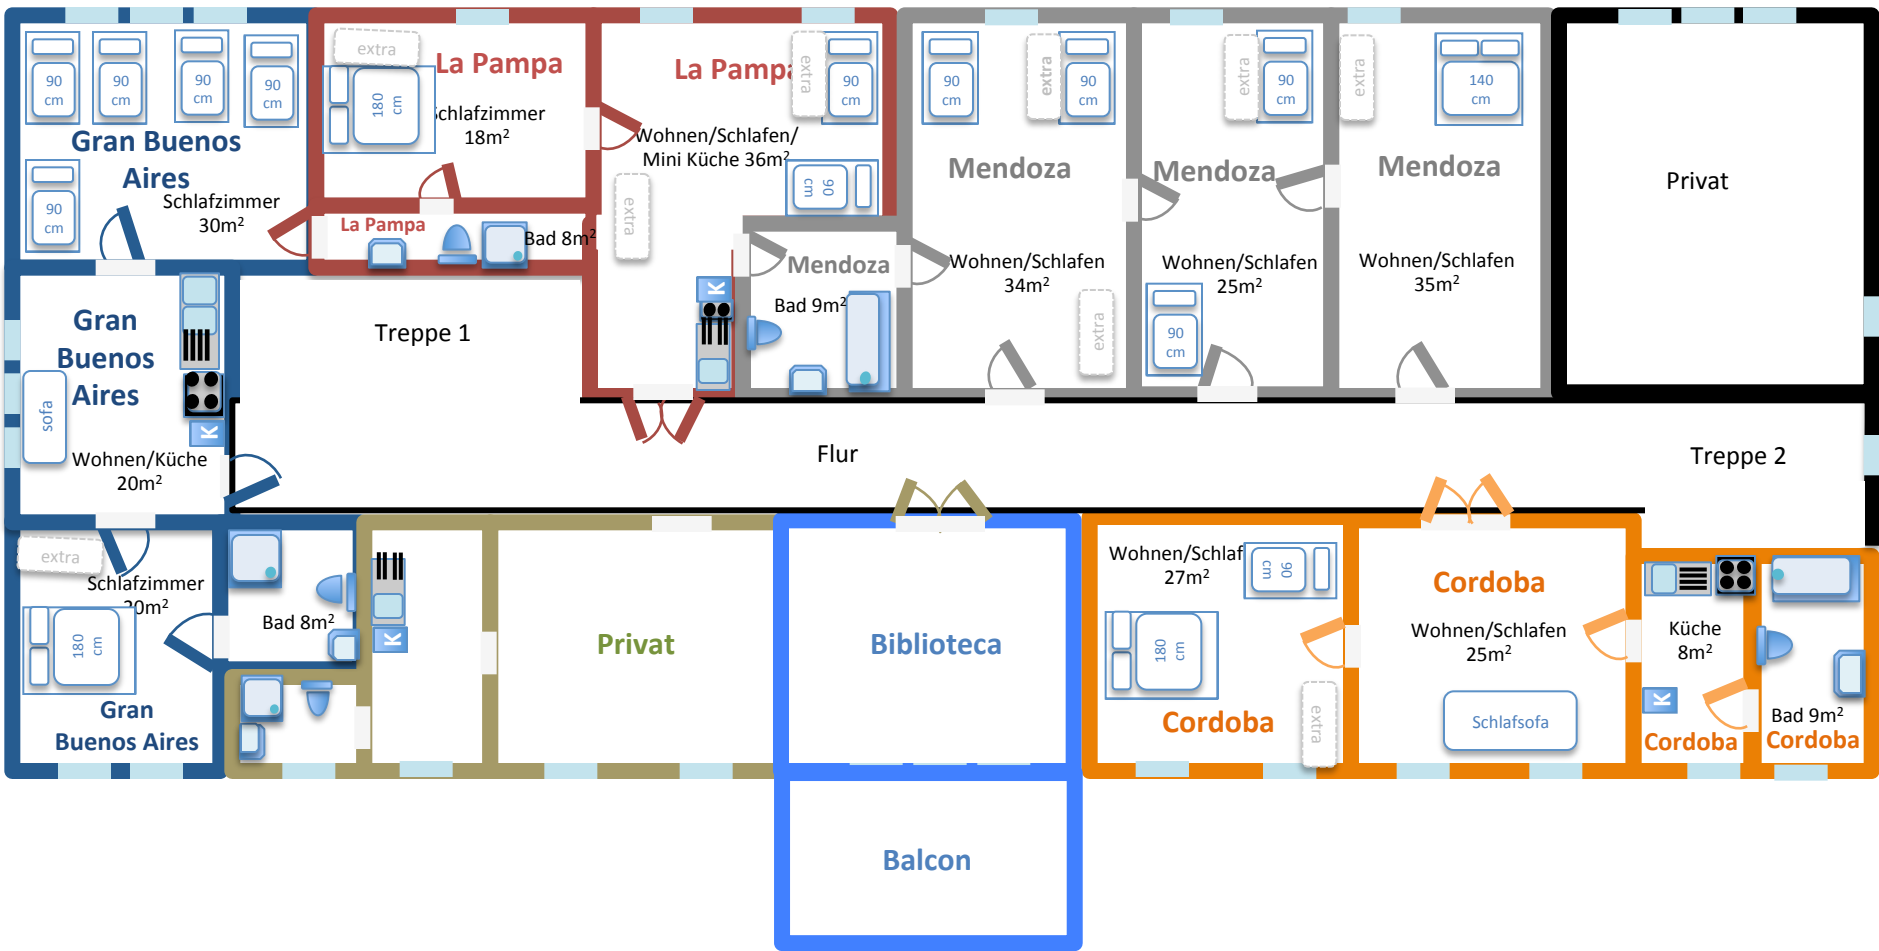 90
cm
90
cm
90
cm
90
cm
Gran Buenos
Aires
90
cm
Schlafzimmer
30m²
extra
180
cm
La Pampa
Schlafzimmer
18m²
La Pampa
Bad 8m²
La Pampa
extra
90
cm
Wohnen/Schlafen/
Mini Küche 36m²
90
cm
extra
K
90
cm
extra
90
cm
Mendoza
Wohnen/Schlafen
34m²
extra
Mendoza
Bad 9m²
extra
90
cm
Mendoza
Wohnen/Schlafen
25m²
90
cm
extra
140
cm
Mendoza
Wohnen/Schlafen
35m²
Privat
Gran
Buenos
Aires
sofa
K
Wohnen/Küche
20m²
Treppe 1
Flur
Treppe 2
extra
Schlafzimmer
20m²
180
cm
Gran
Buenos Aires
Bad 8m²
K
Privat
Biblioteca
Balcon
Wohnen/Schlaf
27m²
90
cm
180
cm
Cordoba
extra
Cordoba
Wohnen/Schlafen
25m²
Schlafsofa
Küche
8m²
K
Cordoba
Bad 9m²
Cordoba